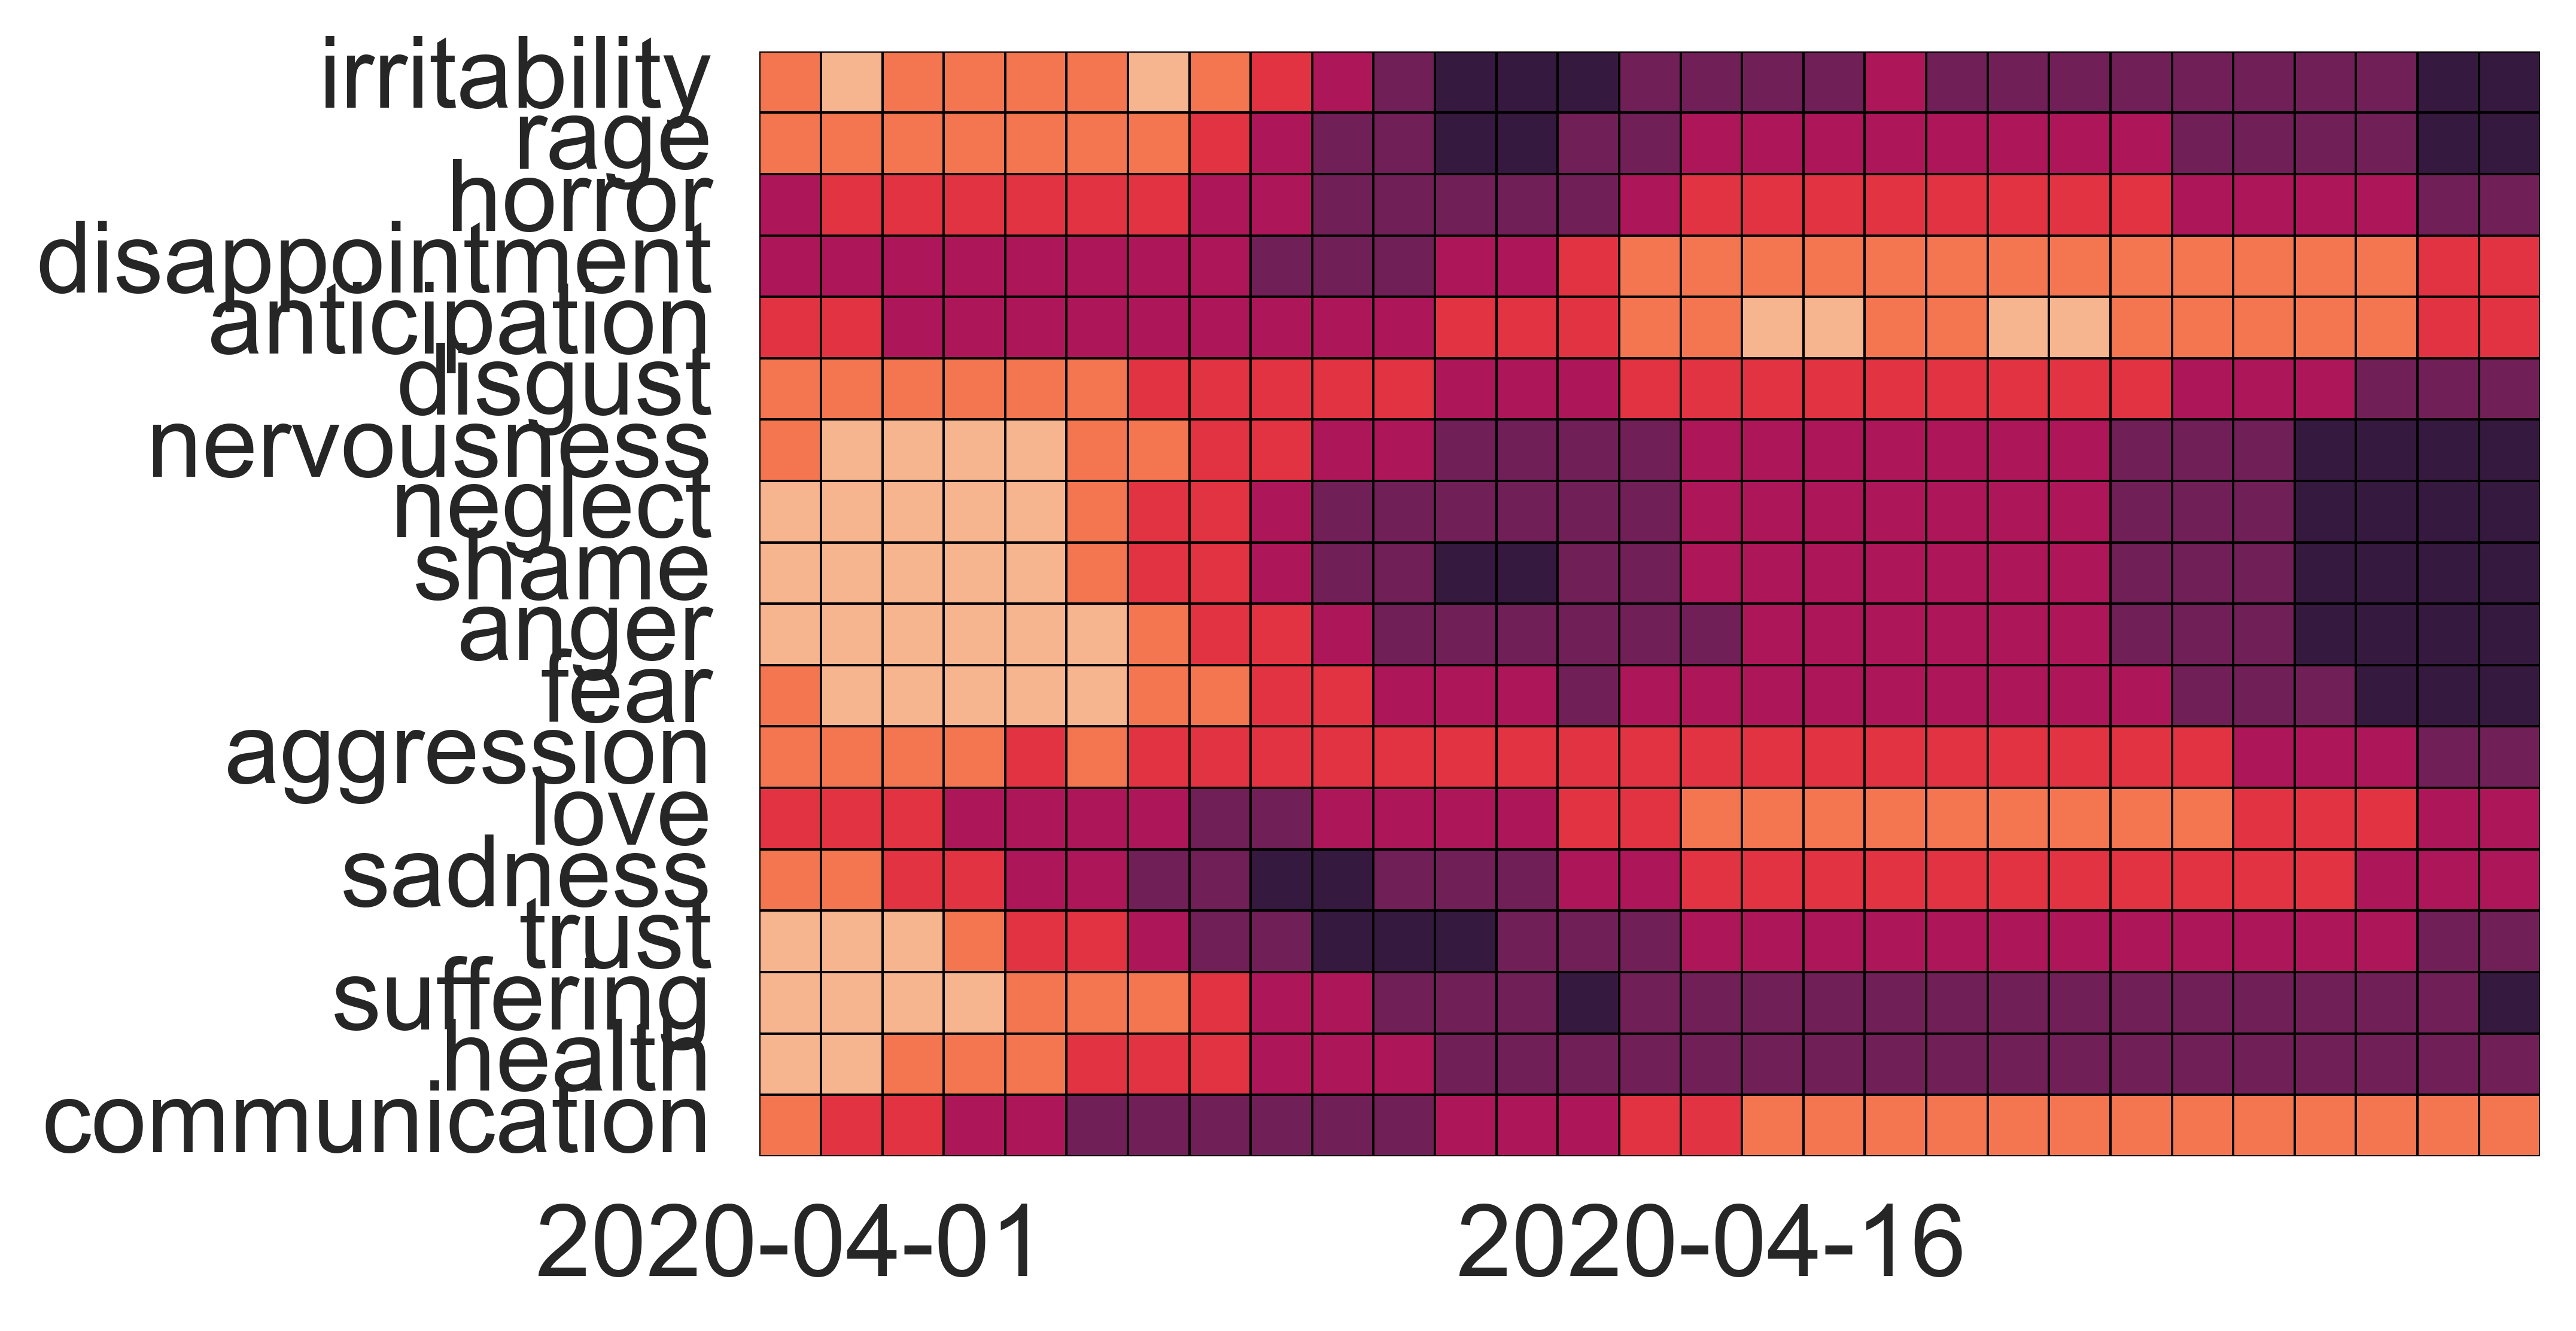 irritability
rage
horror
disappointment
anticipation
disgust
nervousness
neglect
shame
anger
fear
aggression
love
sadness
trust
suffering
health
communication
2020-04-01 2020-04-16